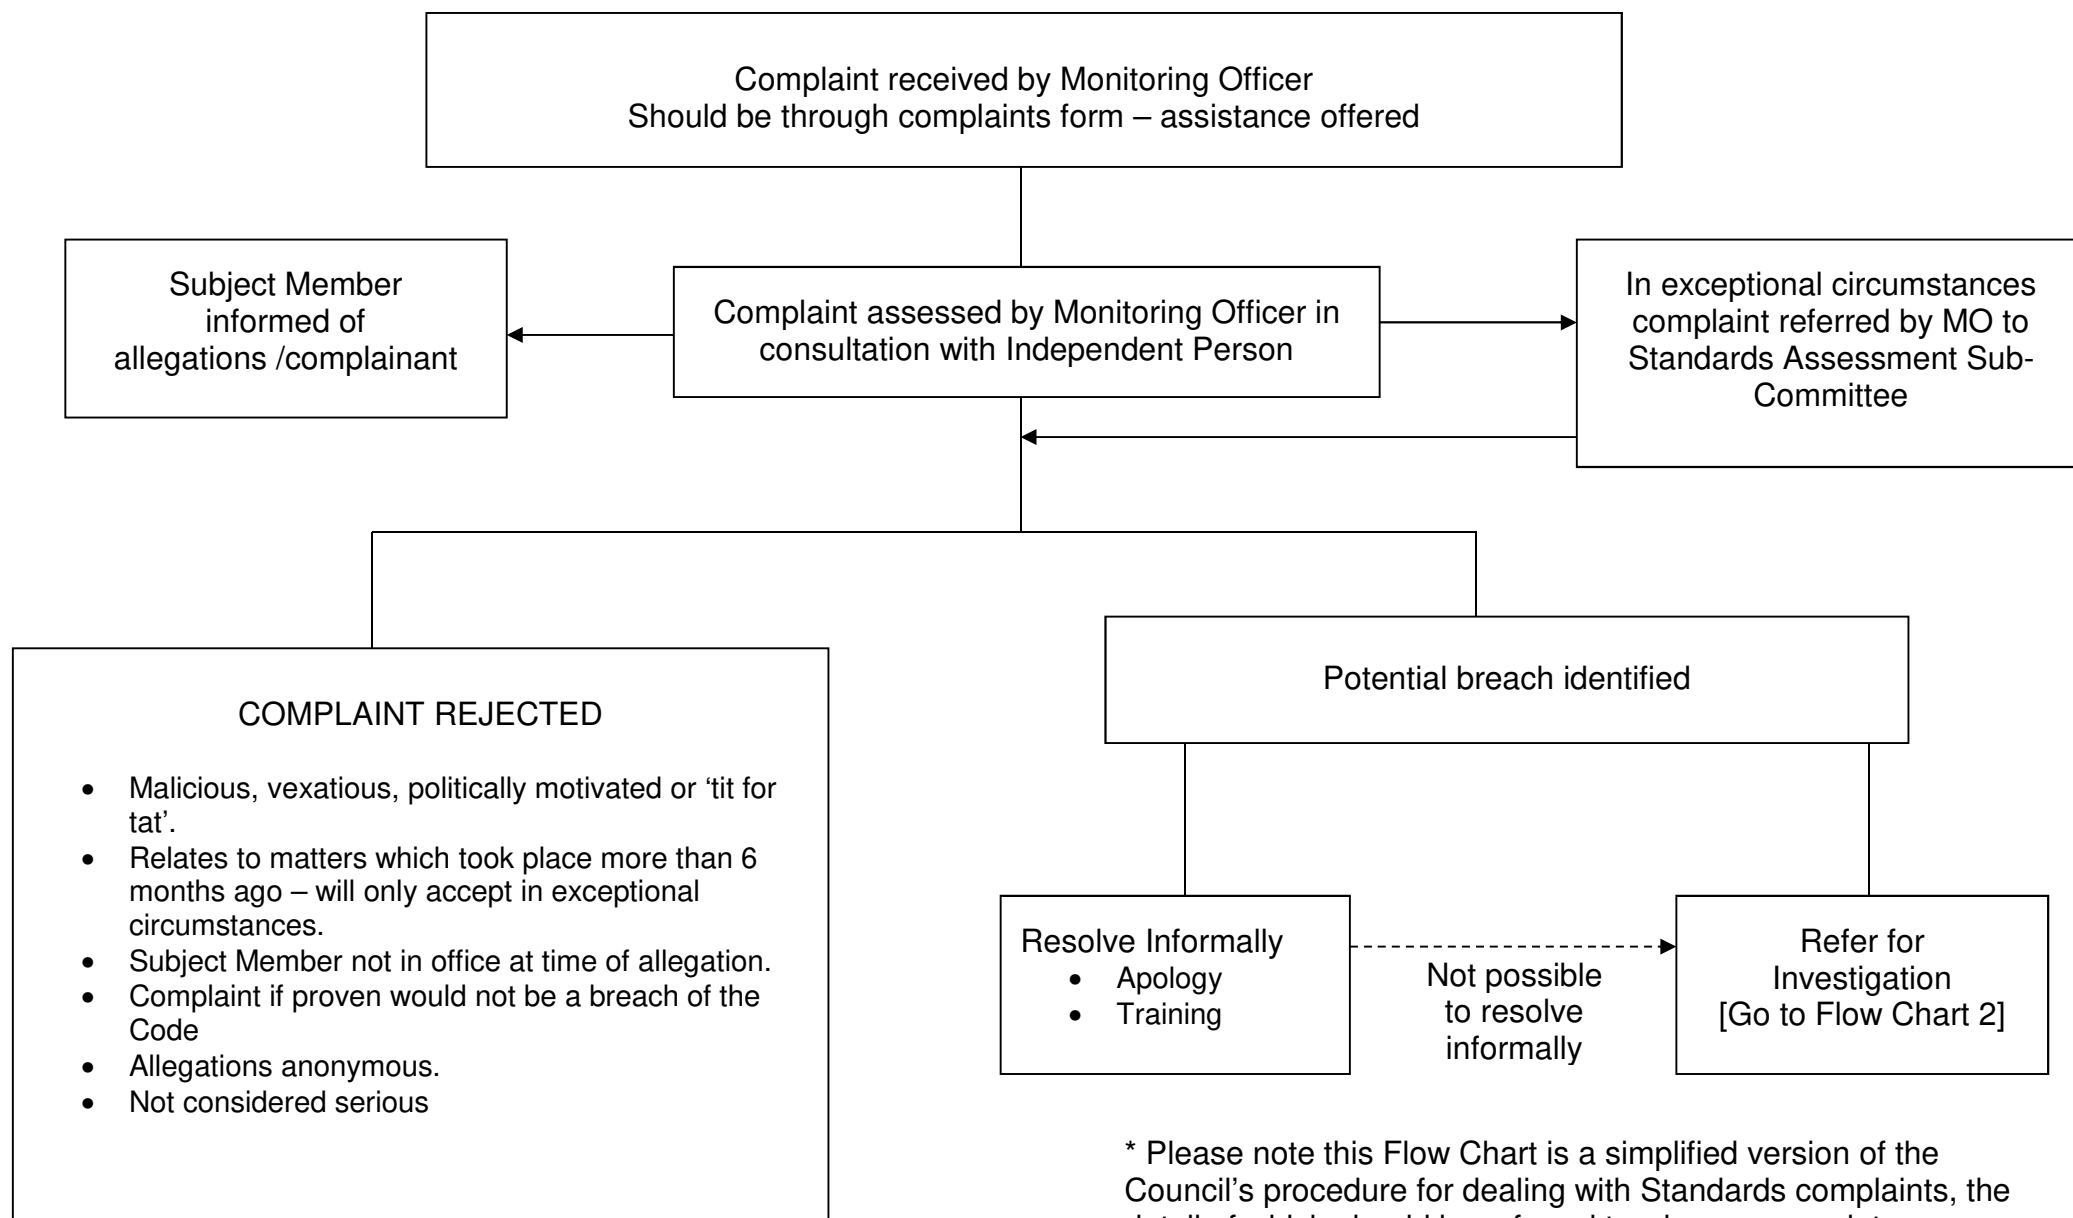 Complaint received by Monitoring Officer
Should be through complaints form – assistance offered
Subject Member
informed of
allegations /complainant
Complaint assessed by Monitoring Officer in
consultation with Independent Person
In exceptional circumstances
complaint referred by MO to
Standards Assessment Sub-
Committee
COMPLAINT REJECTED
• Malicious, vexatious, politically motivated or ‘tit for
tat’.
• Relates to matters which took place more than 6
months ago – will only accept in exceptional
circumstances.
• Subject Member not in office at time of allegation.
• Complaint if proven would not be a breach of the
Code
• Allegations anonymous.
• Not considered serious
Potential breach identified
Resolve Informally
• Apology
• Training
Not possible
to resolve
informally
Refer for
Investigation
[Go to Flow Chart 2]
* Please note this Flow Chart is a simplified version of the
Council’s procedure for dealing with Standards complaints, the